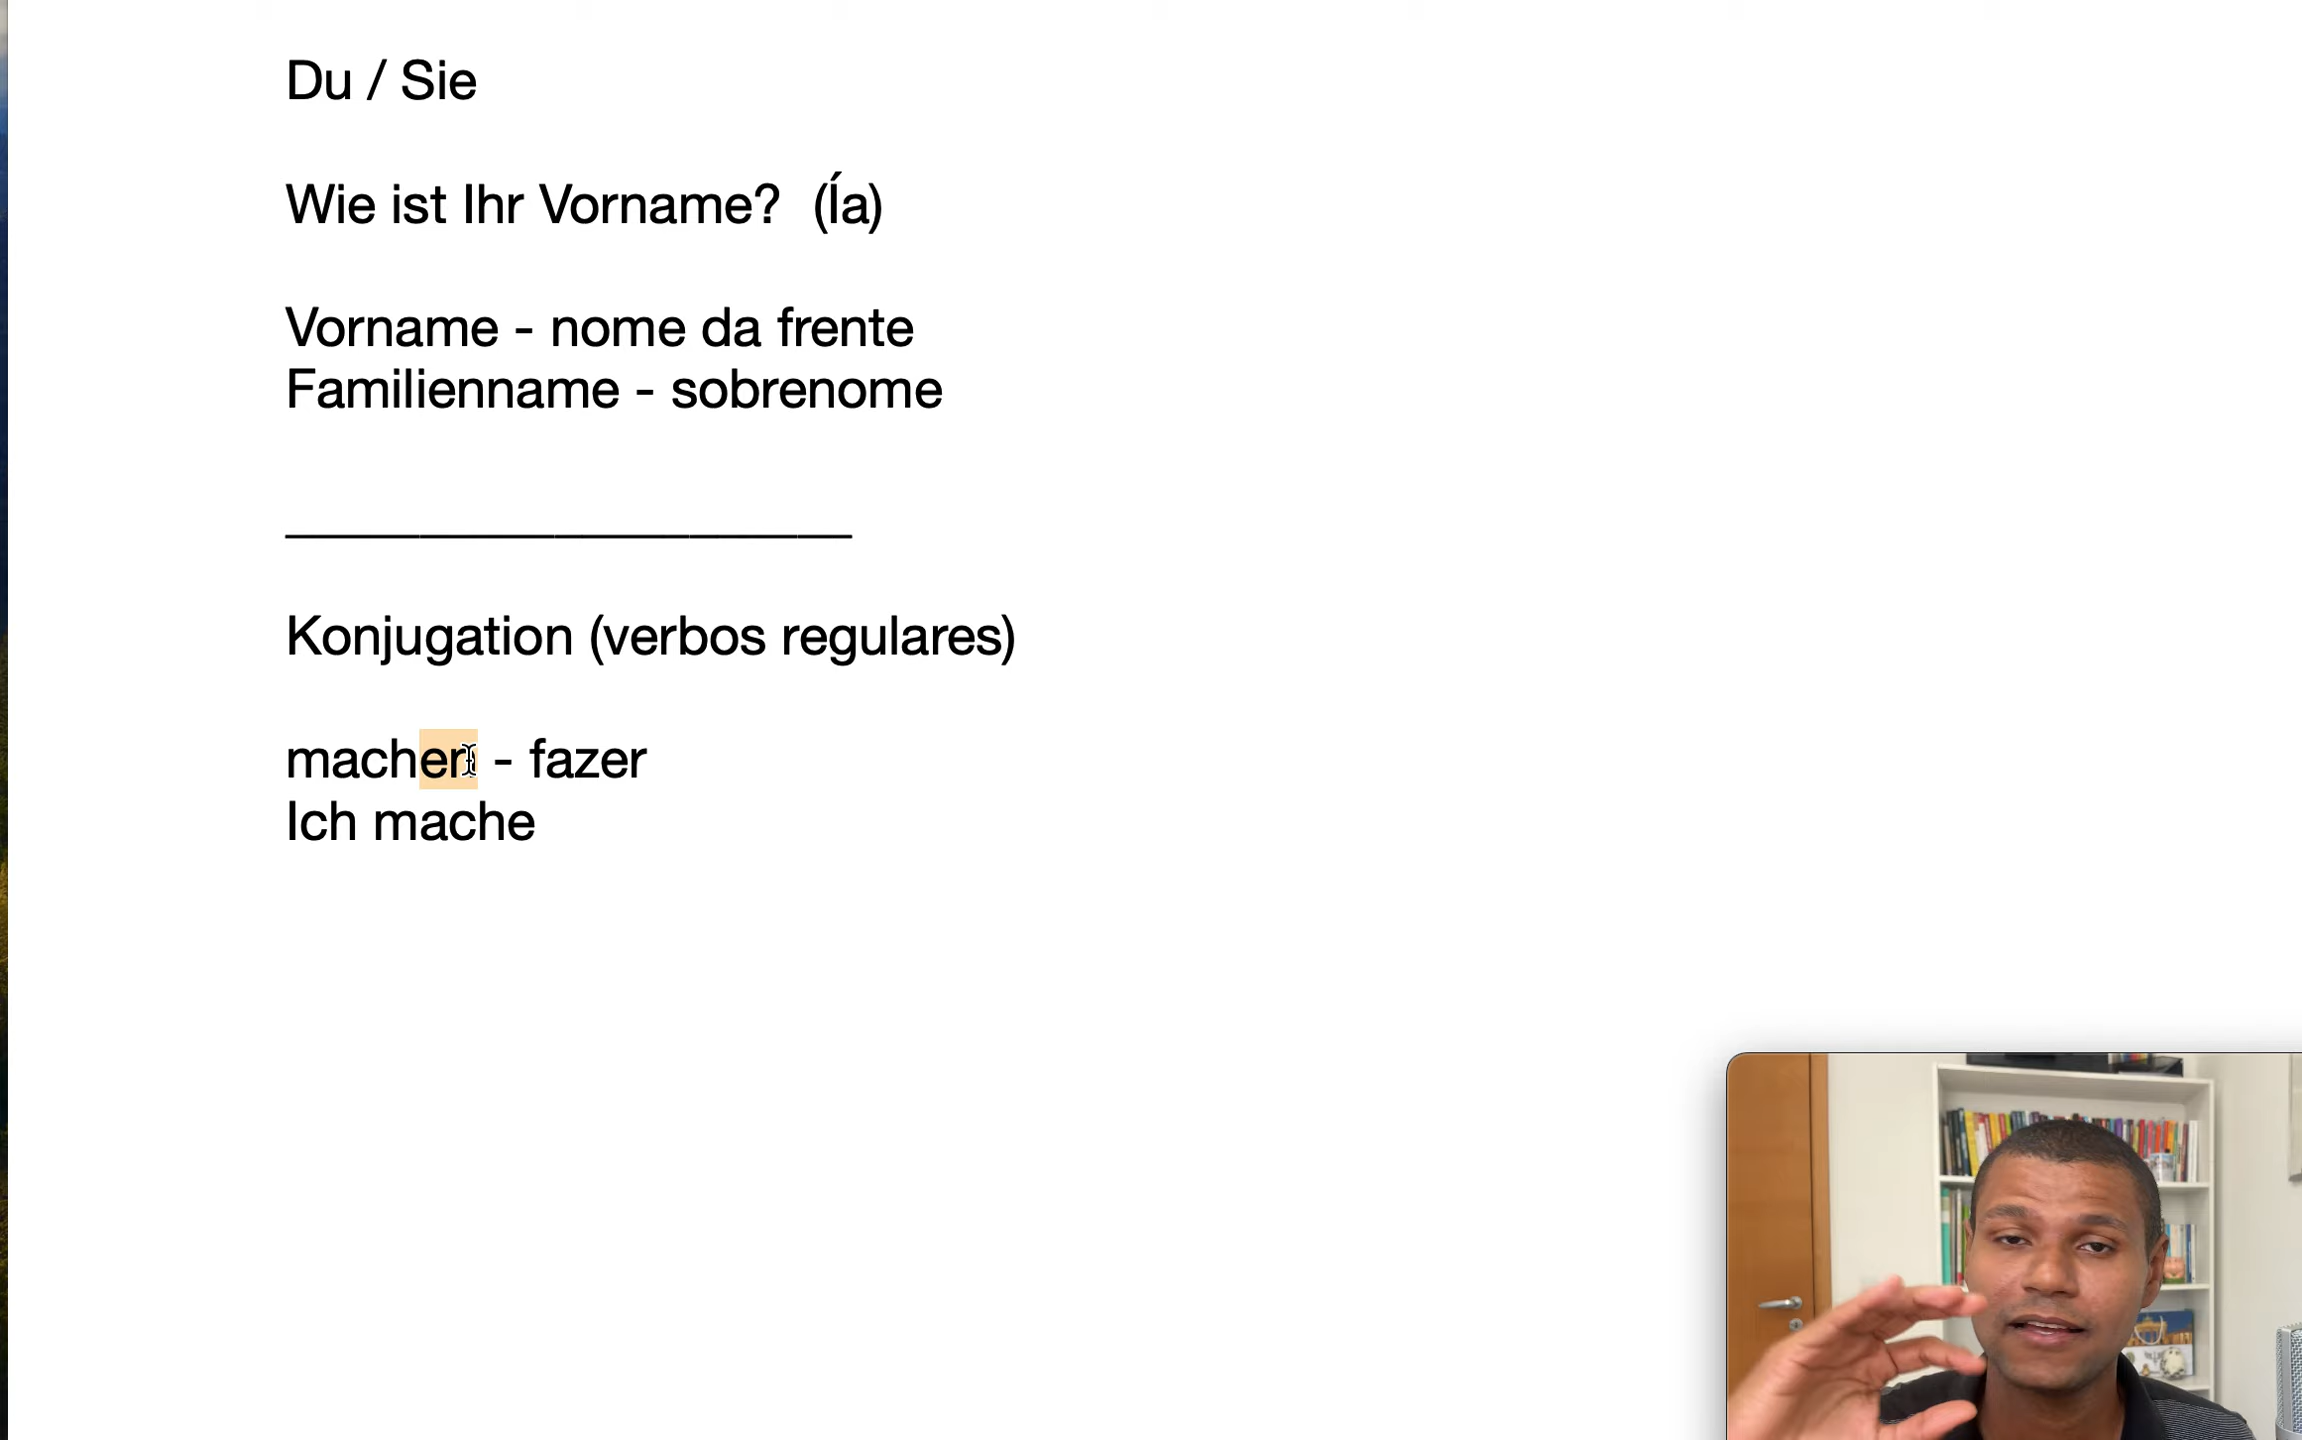 Du / Sie
Wie ist Ihr Vorname? (Ía)
Vorname - nome da frente
Familienname - sobrenome
_____________________
Konjugation (verbos regulares)
machen - fazer
Ich mache